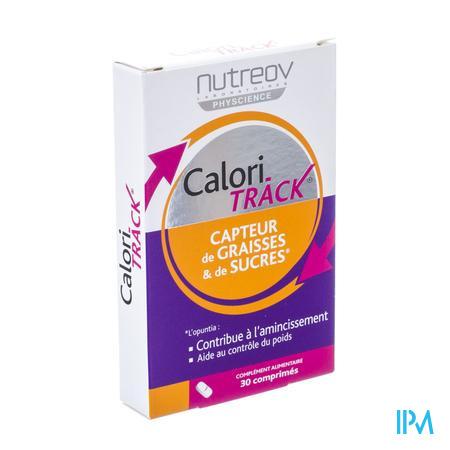 nutreov
LABORATOIRES
PHYSCIENCE
Calori
TRACK®
CAPTEUR
de GRAISSES
& de SUCRES*
*L'opuntia :
▪ Contribue à l'amincissement
▪ Aide au contrôle du poids
COMPLÉMENT ALIMENTAIRE
30 comprimés
Calori
TRACK
IPM